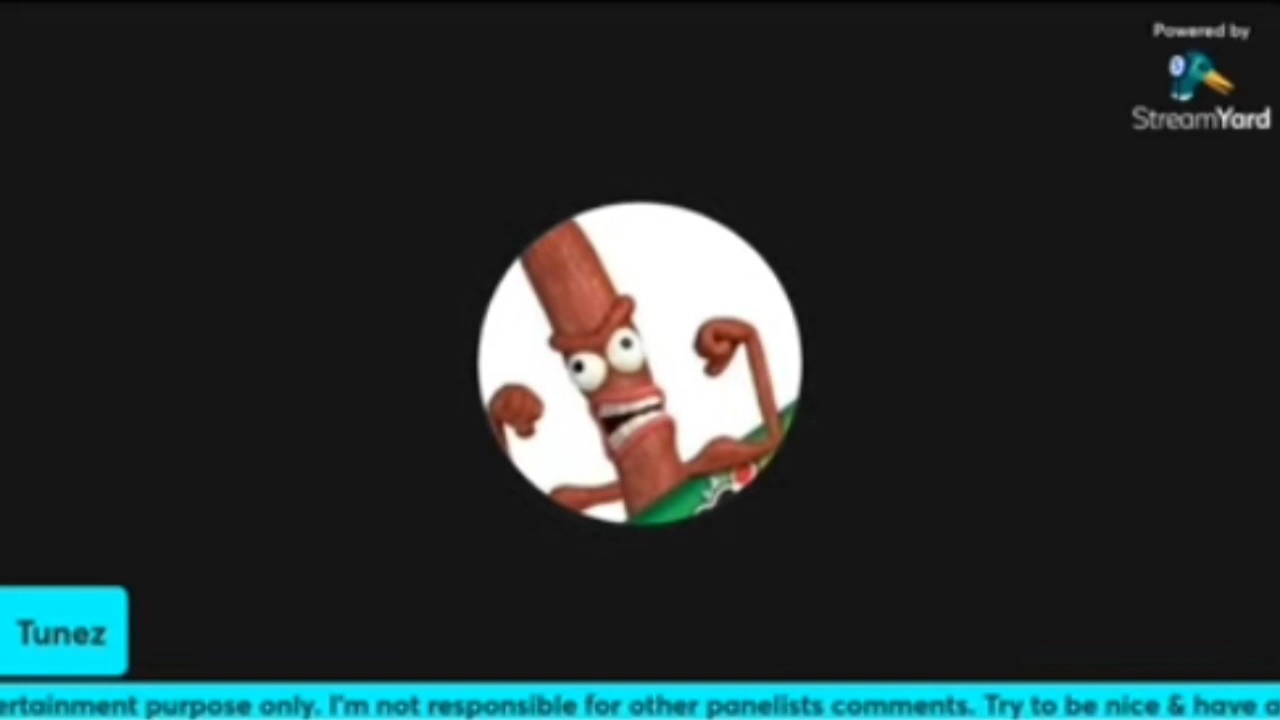 Powered by
StreamYard
Tunez
ertainment purpose only. I'm not responsible for other panelists comments. Try to be nice & have a